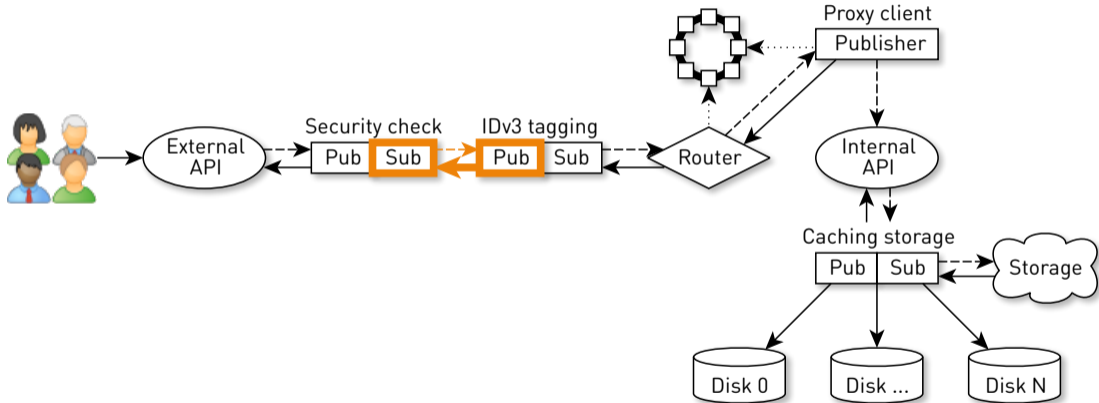 Proxy client
Publisher
Security check
IDv3 tagging
External
API
Pub
Sub
Pub
Sub
Router
Internal
API
Caching storage
Pub
Sub
Storage
Disk 0
Disk ...
Disk N